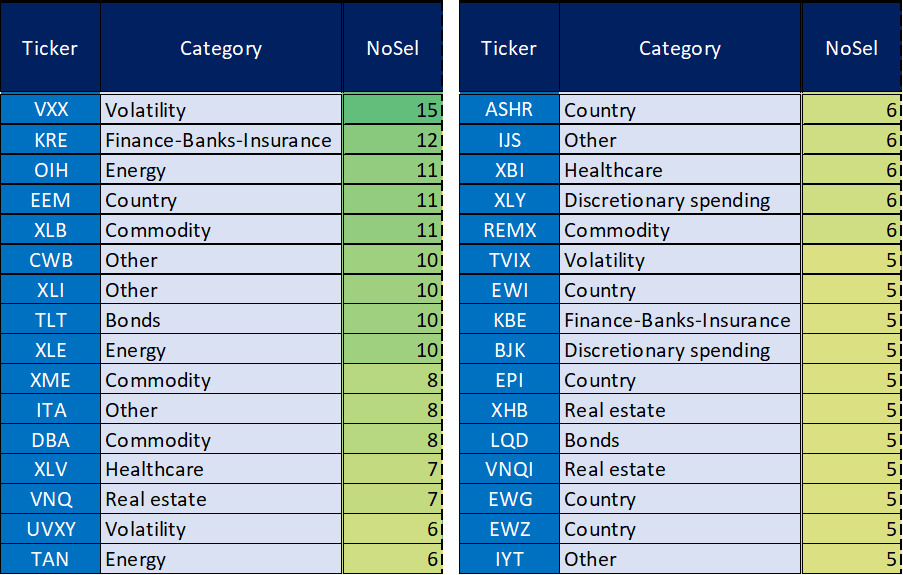 Ticker Category NoSel
VXX Volatility 15
KRE Finance-Banks-Insurance 12
OIH Energy 11
EEM Country 11
XLB Commodity 11
CWB Other 10
XLI Other 10
TLT Bonds 10
XLE Energy 10
XME Commodity 8
ITA Other 8
DBA Commodity 8
XLV Healthcare 7
VNQ Real estate 7
UVXY Volatility 6
TAN Energy 6
Ticker Category NoSel
ASHR Country 6
IJS Other 6
XBI Healthcare 6
XLY Discretionary spending 6
REMX Commodity 6
TVIX Volatility 5
EWI Country 5
KBE Finance-Banks-Insurance 5
BJK Discretionary spending 5
EPI Country 5
XHB Real estate 5
LQD Bonds 5
VNQI Real estate 5
EWG Country 5
EWZ Country 5
IYT Other 5